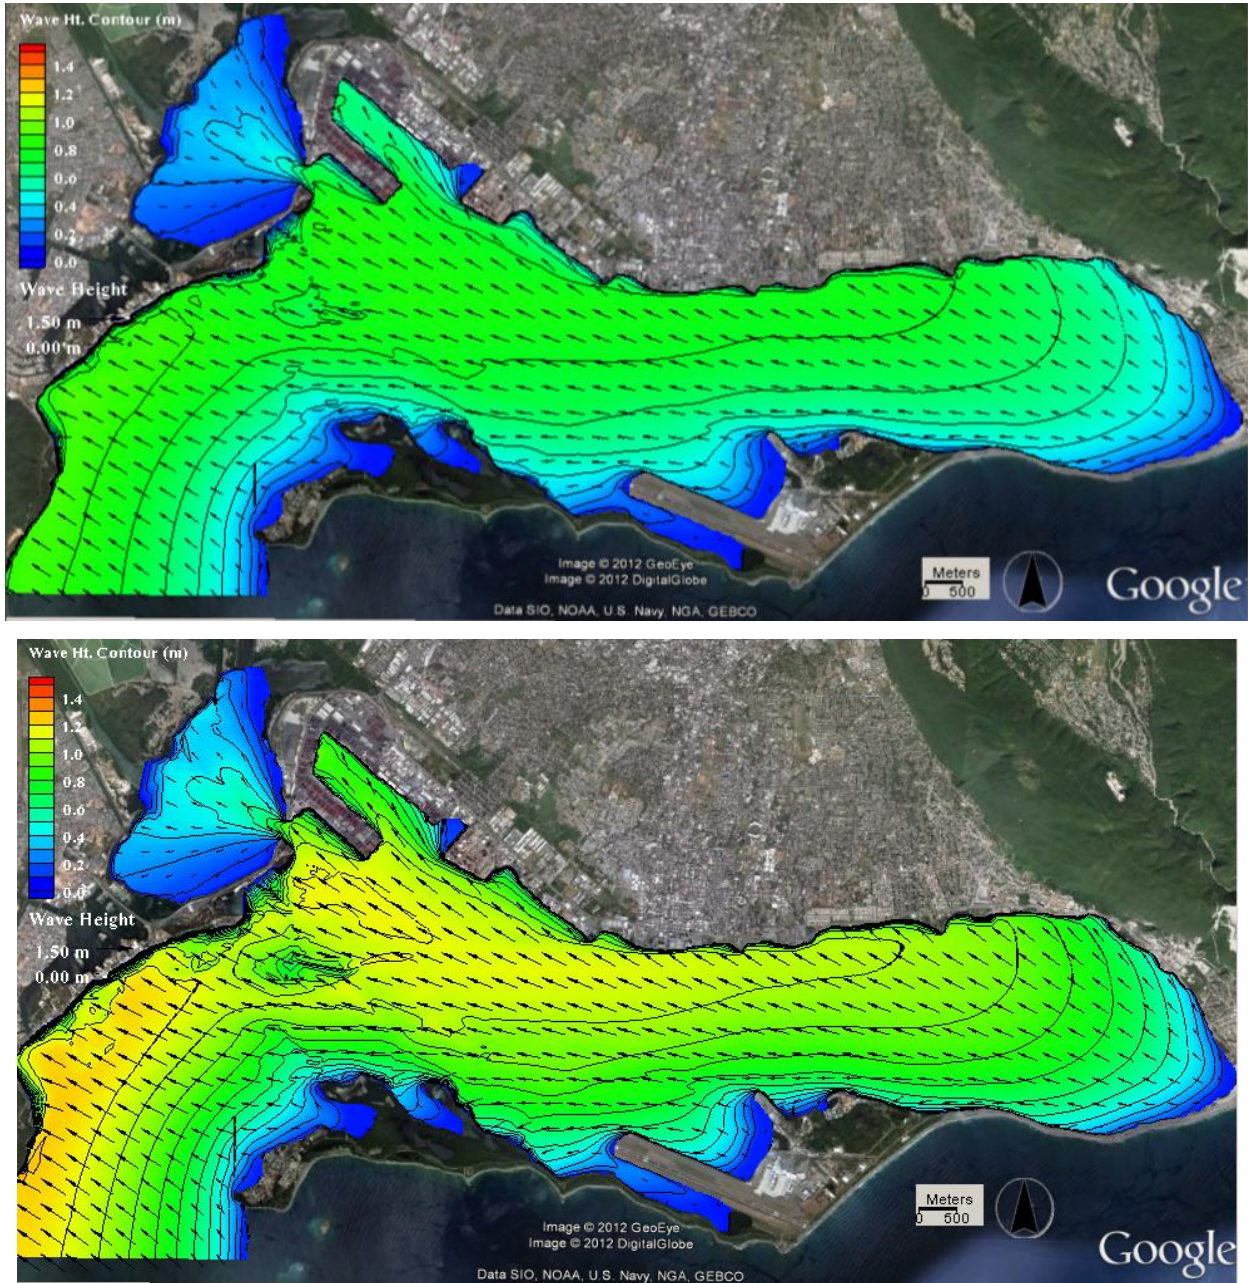 Wave Ht. Contour (m)
1.4
1.2
1.0
0.8
0.6
0.4
0.2
0.0
Wave Height
1.50 m
0.00 m
Image © 2012 GeoEye
Image © 2012 DigitalGlobe
Data SIO, NOAA, U.S. Navy, NGA, GEBCO
Meters
0 500
Google
Wave Ht. Contour (m)
1.4
1.2
1.0
0.8
0.6
0.4
0.2
0.0
Wave Height
1.50 m
0.00 m
Image © 2012 GeoEye
Image © 2012 DigitalGlobe
Data SIO, NOAA, U.S. Navy, NGA, GEBCO
Meters
0 500
Google